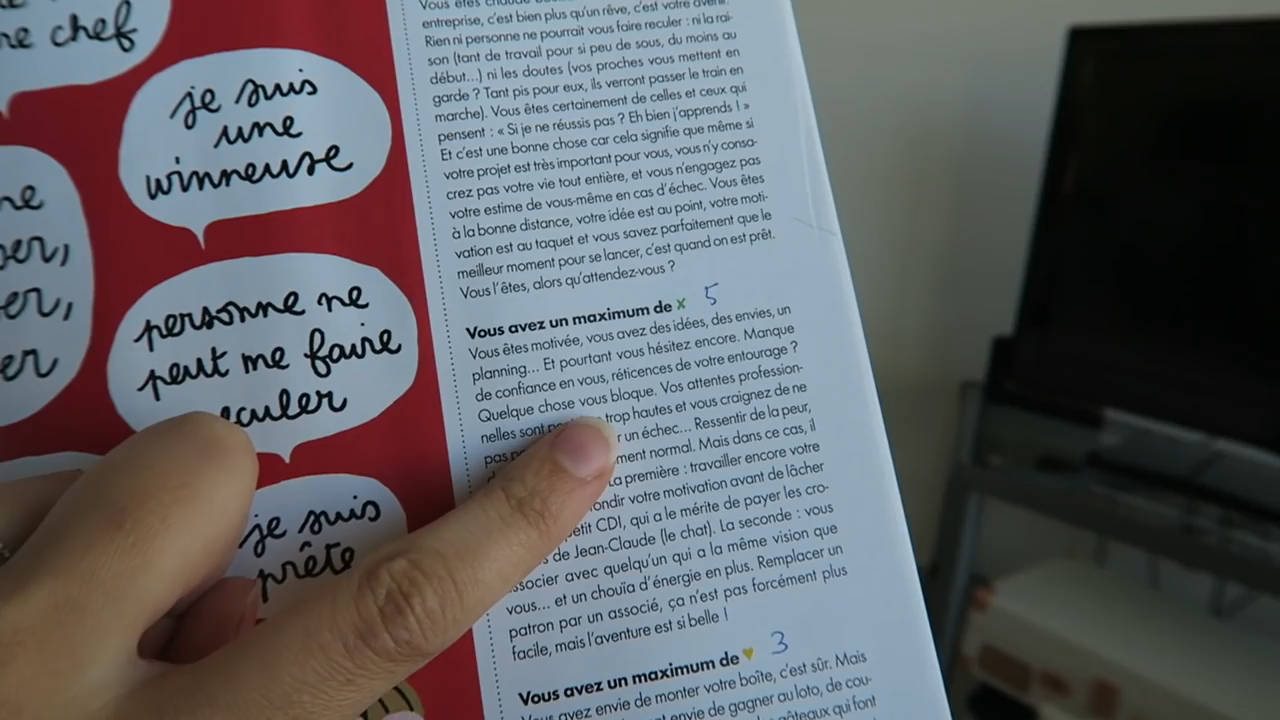 ne chef
je suis
une
winneuse
ne
er,
er,
er
personne ne
peut me faire
eculer
je suis
prête
Vous êtes
entreprise, c'est bien plus qu'un rêve, c'est votre avenir.
Rien ni personne ne pourrait vous faire reculer : ni la rai-
son (tant de travail pour si peu de sous, du moins au
début...) ni les doutes (vos proches vous mettent en
garde ? Tant pis pour eux, ils verront passer le train en
marche). Vous êtes certainement de celles et ceux qui
pensent : « Si je ne réussis pas ? Eh bien j'apprends ! »
Et c'est une bonne chose car cela signifie que même si
votre projet est très important pour vous, vous n'y consa-
crez pas votre vie tout entière, et vous n'engagez pas
votre estime de vous-même en cas d'échec. Vous êtes
à la bonne distance, votre idée est au point, votre moti-
vation est au taquet et vous savez parfaitement que le
meilleur moment pour se lancer, c'est quand on est prêt.
Vous l'êtes, alors qu'attendez-vous ?
Vous avez un maximum de x 5
Vous êtes motivée, vous avez des idées, des envies, un
planning... Et pourtant vous hésitez encore. Manque
de confiance en vous, réticences de votre entourage ?
Quelque chose vous bloque. Vos attentes profession-
nelles sont trop hautes et vous craignez de ne
pas un échec... Ressentir de la peur,
ment normal. Mais dans ce cas, il
La première : travailler encore votre
ondir votre motivation avant de lâcher
etit CDI, qui a le mérite de payer les cro-
de Jean-Claude (le chat). La seconde : vous
ssocier avec quelqu'un qui a la même vision que
vous... et un chouïa d'énergie en plus. Remplacer un
patron par un associé, ça n'est pas forcément plus
facile, mais l'aventure est si belle !
Vous avez un maximum de ♥ 3
Vous avez envie de monter votre boîte, c'est sûr. Mais
envie de gagner au loto, de cou-
gâteaux qui font